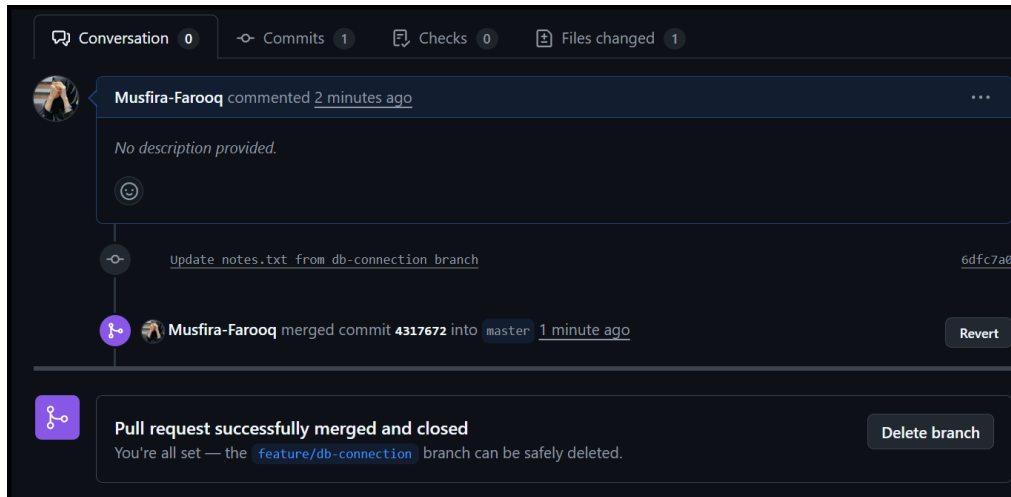 Conversation 0 Commits 1 Checks 0 Files changed 1
Musfira-Farooq commented 2 minutes ago
No description provided.
Update notes.txt from db-connection branch 6dfc7a0
Musfira-Farooq merged commit 4317672 into master 1 minute ago Revert
Pull request successfully merged and closed
You're all set — the feature/db-connection branch can be safely deleted.
Delete branch